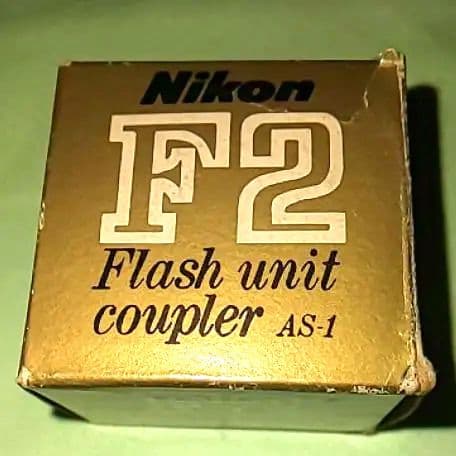 Nikon
F2
Flash unit
coupler AS-1